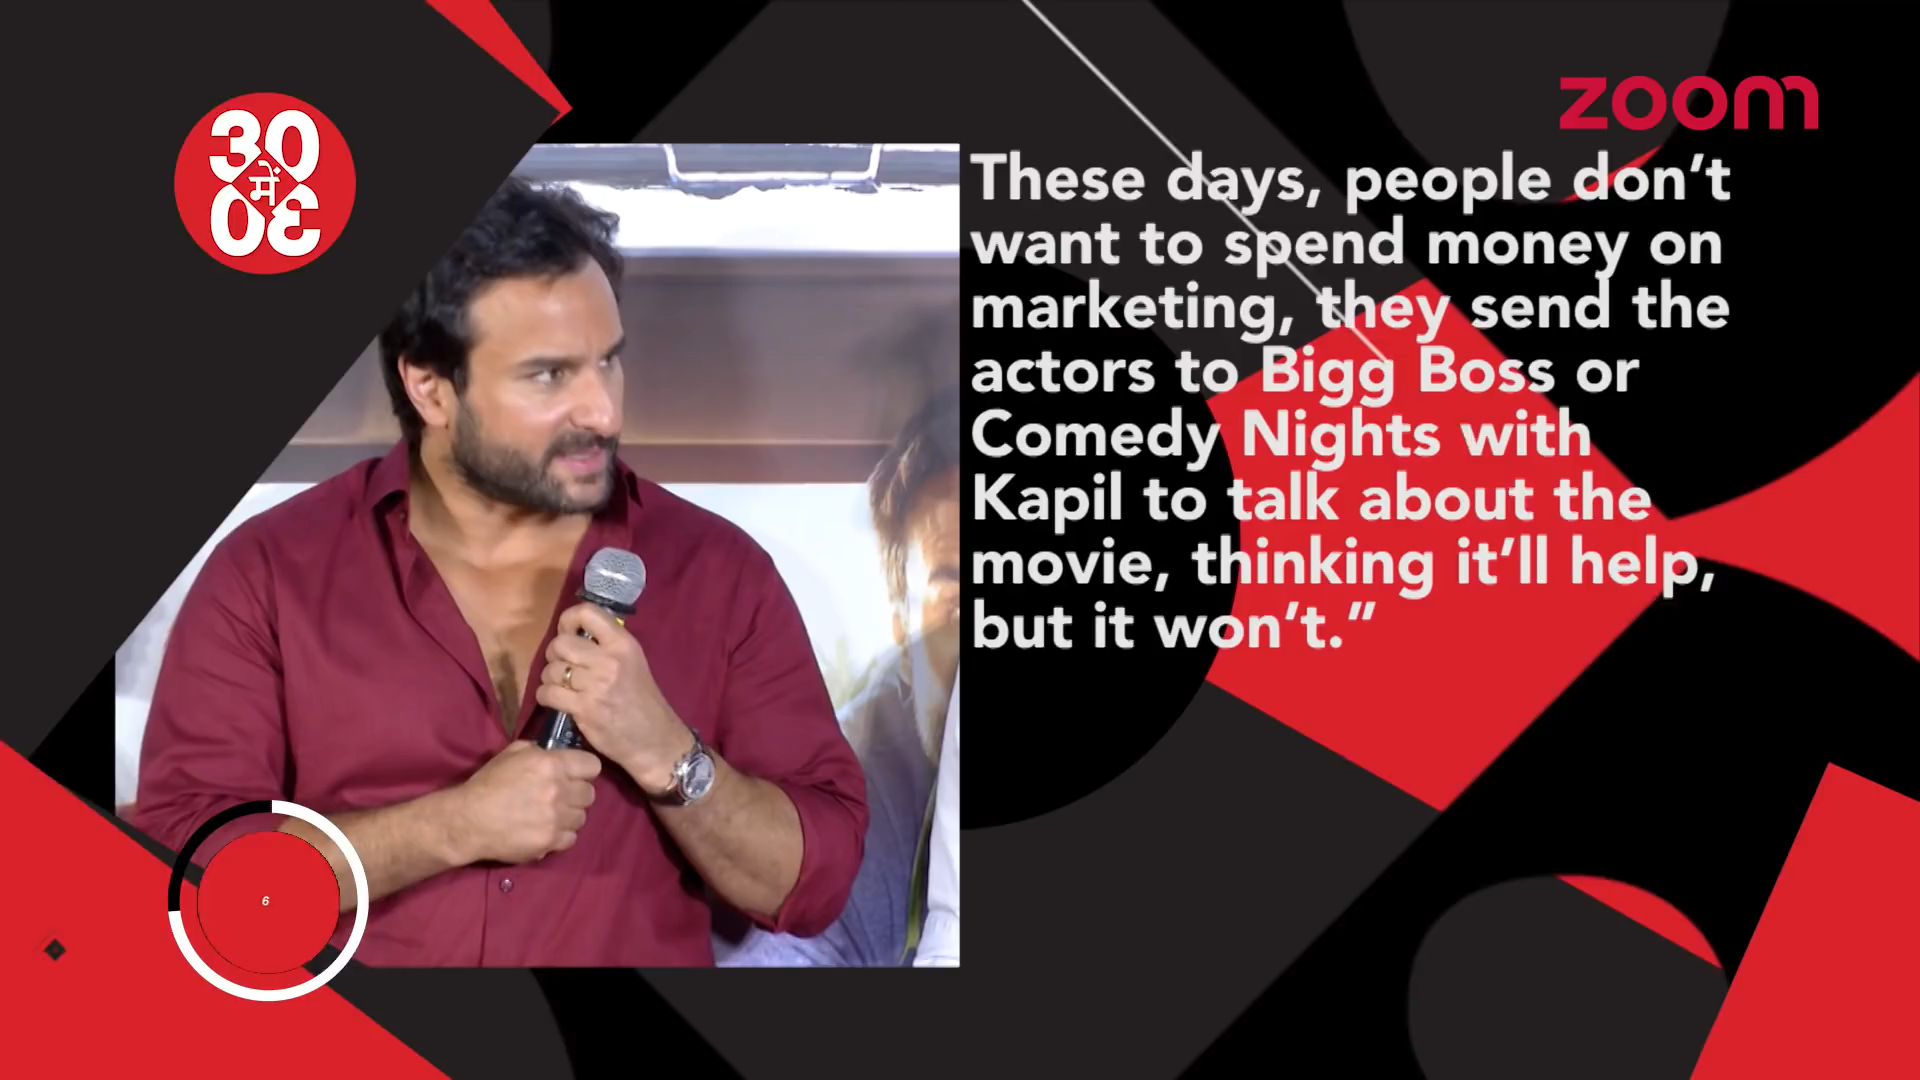 30
में
30
zoom
These days, people don’t
want to spend money on
marketing, they send the
actors to Bigg Boss or
Comedy Nights with
Kapil to talk about the
movie, thinking it’ll help,
but it won’t.”
6